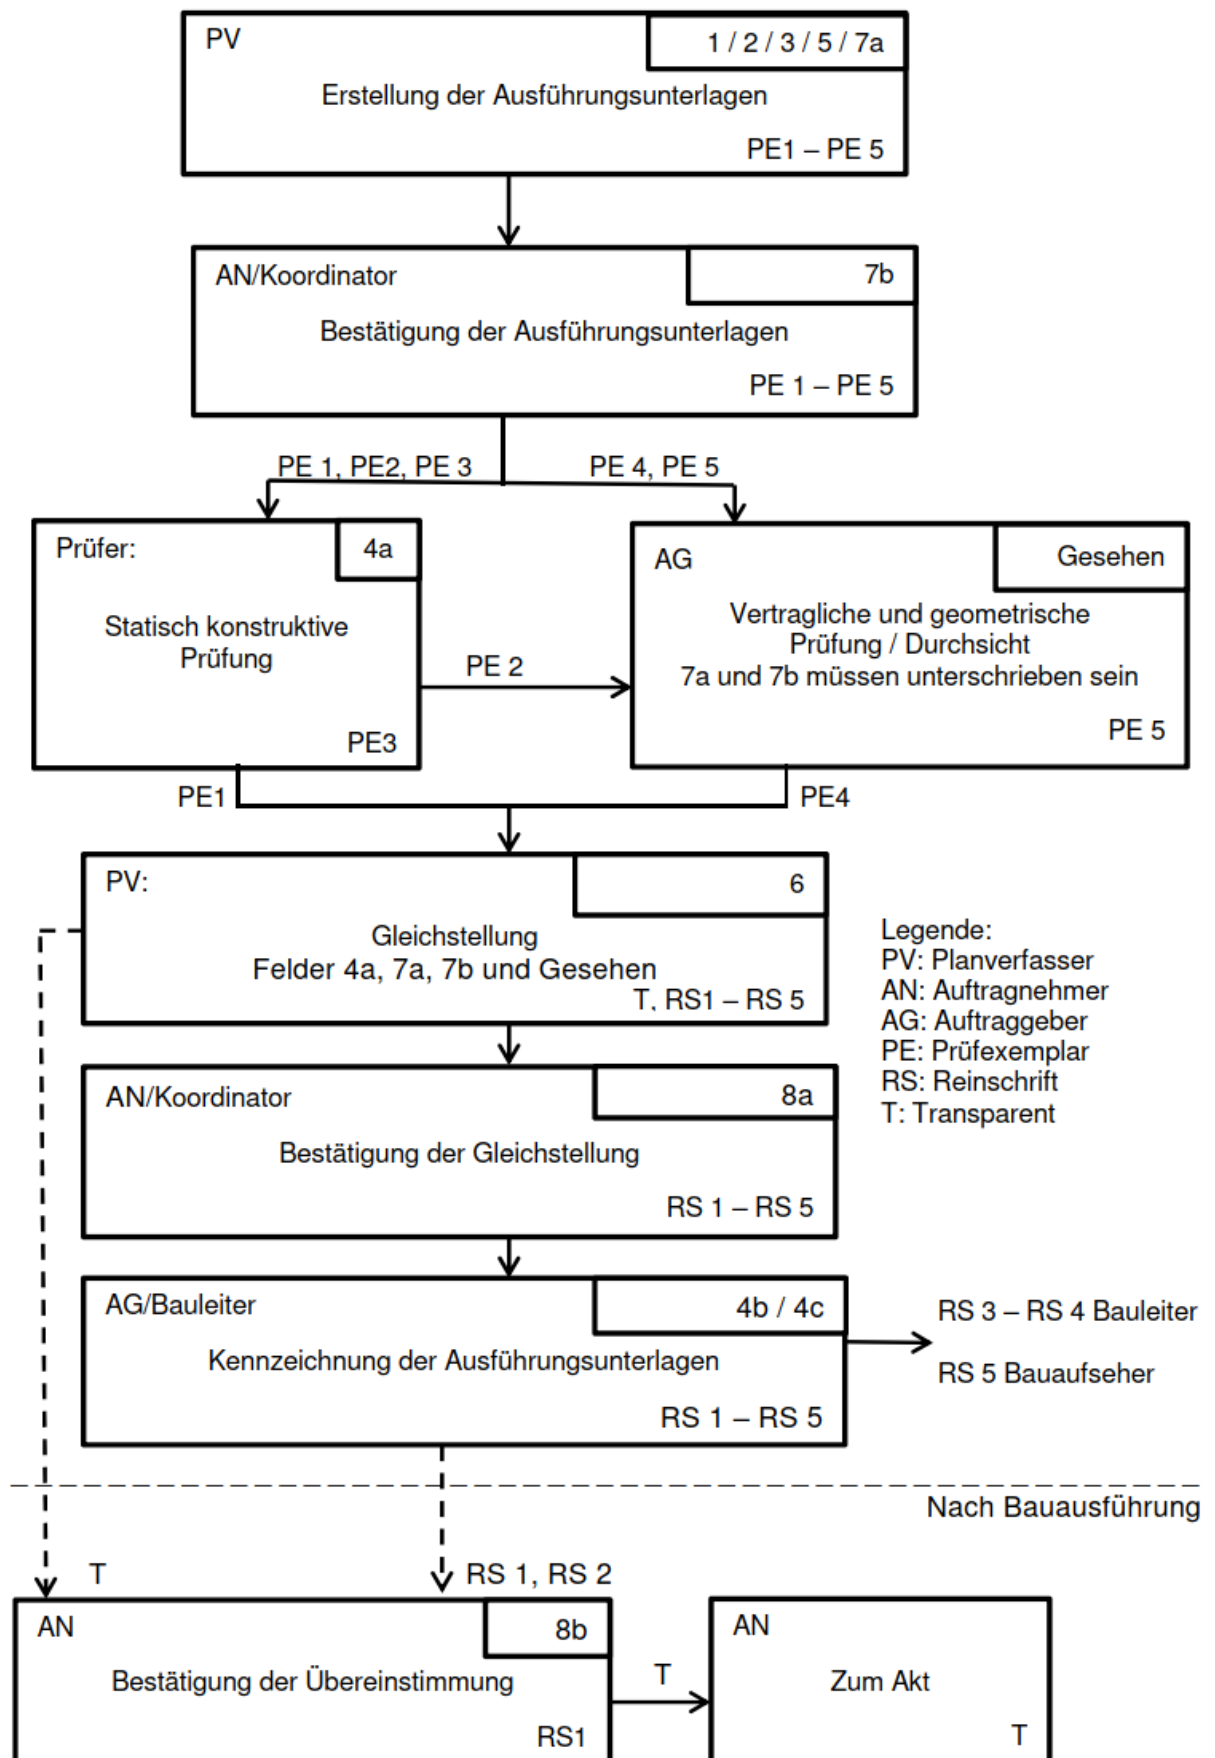 PV
1 / 2 / 3 / 5 / 7a
Erstellung der Ausführungsunterlagen
PE1 – PE 5
AN/Koordinator
7b
Bestätigung der Ausführungsunterlagen
PE 1 – PE 5
PE 1, PE2, PE 3
PE 4, PE 5
Prüfer:
4a
Statisch konstruktive
Prüfung
PE3
PE 2
AG
Gesehen
Vertragliche und geometrische
Prüfung / Durchsicht
7a und 7b müssen unterschrieben sein
PE 5
PE1
PE4
PV:
6
Gleichstellung
Felder 4a, 7a, 7b und Gesehen
T, RS1 – RS 5
Legende:
PV: Planverfasser
AN: Auftragnehmer
AG: Auftraggeber
PE: Prüfexemplar
RS: Reinschrift
T: Transparent
AN/Koordinator
8a
Bestätigung der Gleichstellung
RS 1 – RS 5
AG/Bauleiter
4b / 4c
Kennzeichnung der Ausführungsunterlagen
RS 1 – RS 5
RS 3 – RS 4 Bauleiter
RS 5 Bauaufseher
Nach Bauausführung
T
RS 1, RS 2
AN
8b
Bestätigung der Übereinstimmung
RS1
T
AN
Zum Akt
T